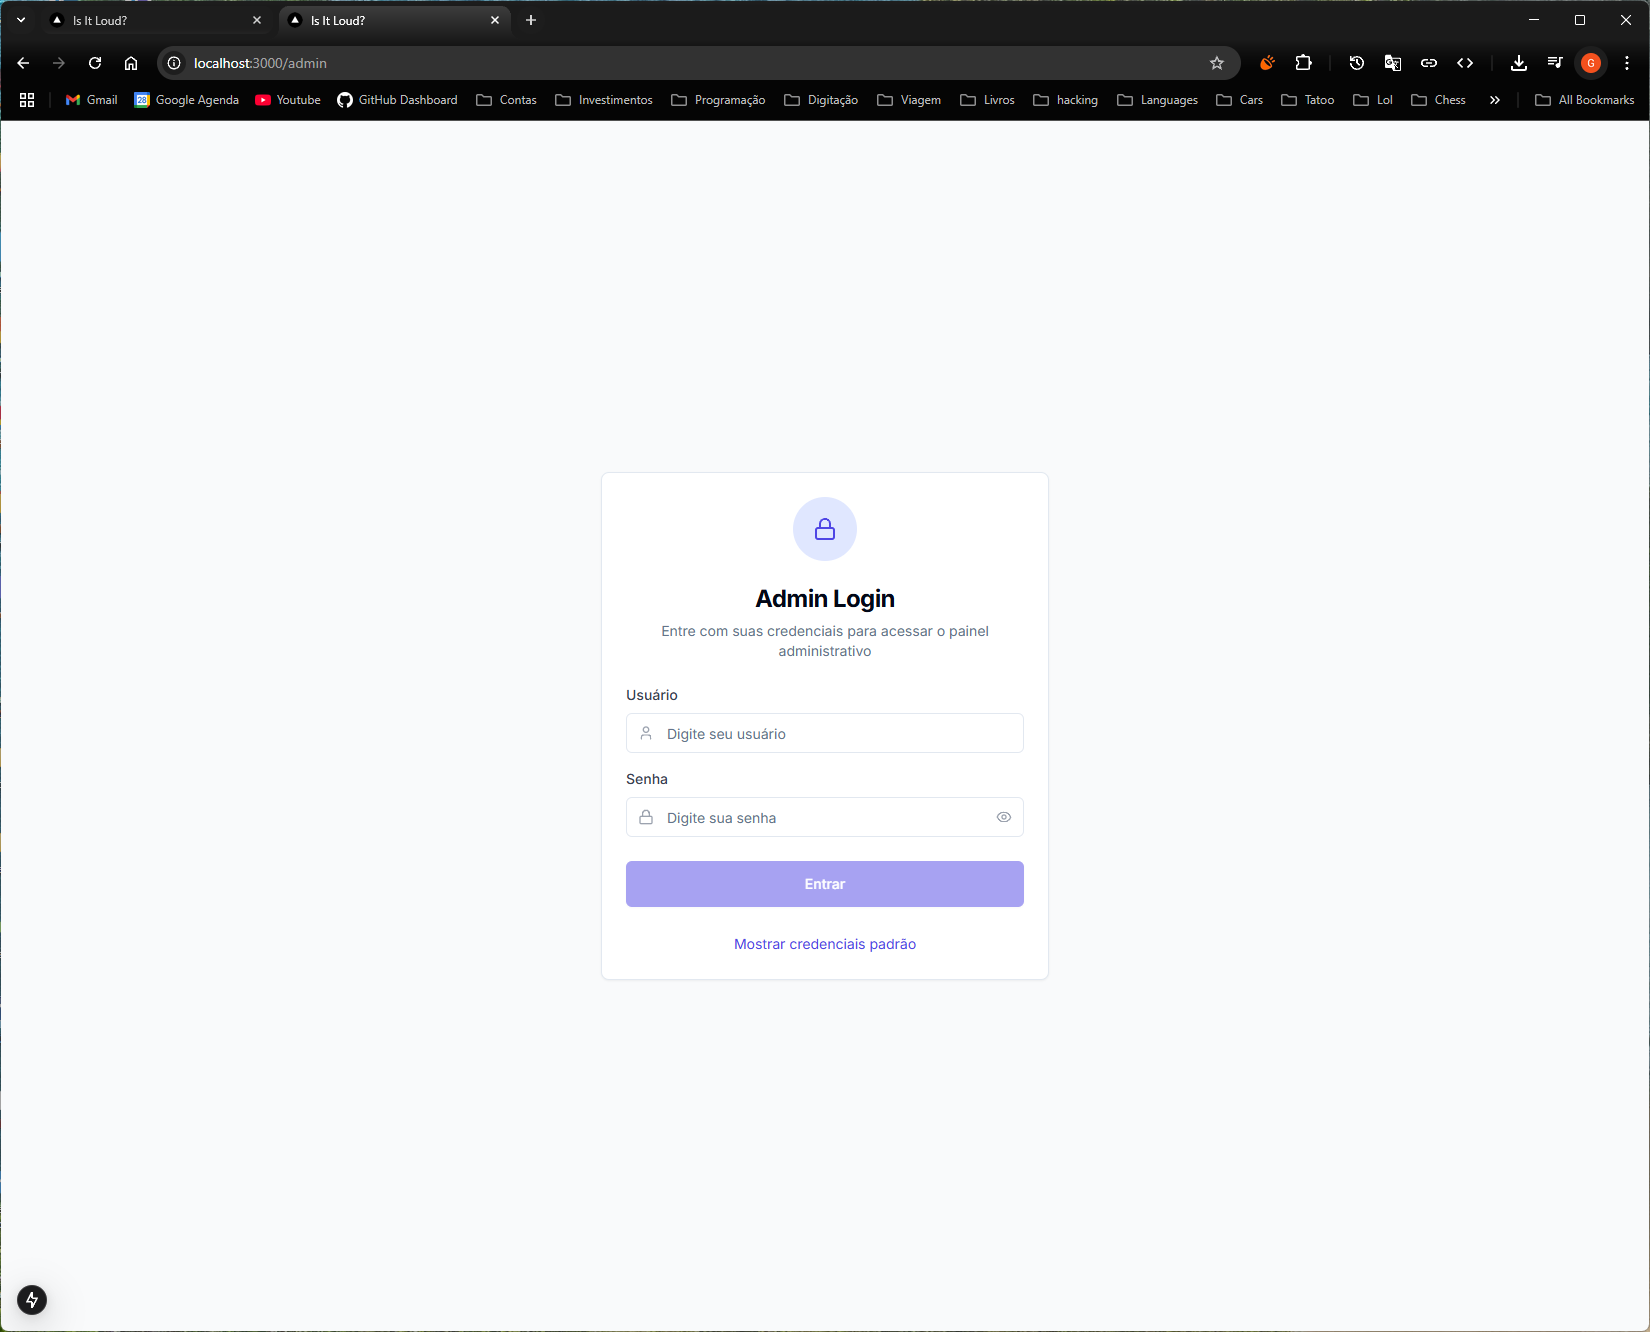 Is It Loud?
Is It Loud?
localhost:3000/admin
G
Gmail
28
Google Agenda
Youtube
GitHub Dashboard
Contas
Investimentos
Programação
Digitação
Viagem
Livros
hacking
Languages
Cars
Tatoo
Lol
Chess
All Bookmarks
Admin Login
Entre com suas credenciais para acessar o painel
administrativo
Usuário
Digite seu usuário
Senha
Digite sua senha
Entrar
Mostrar credenciais padrão